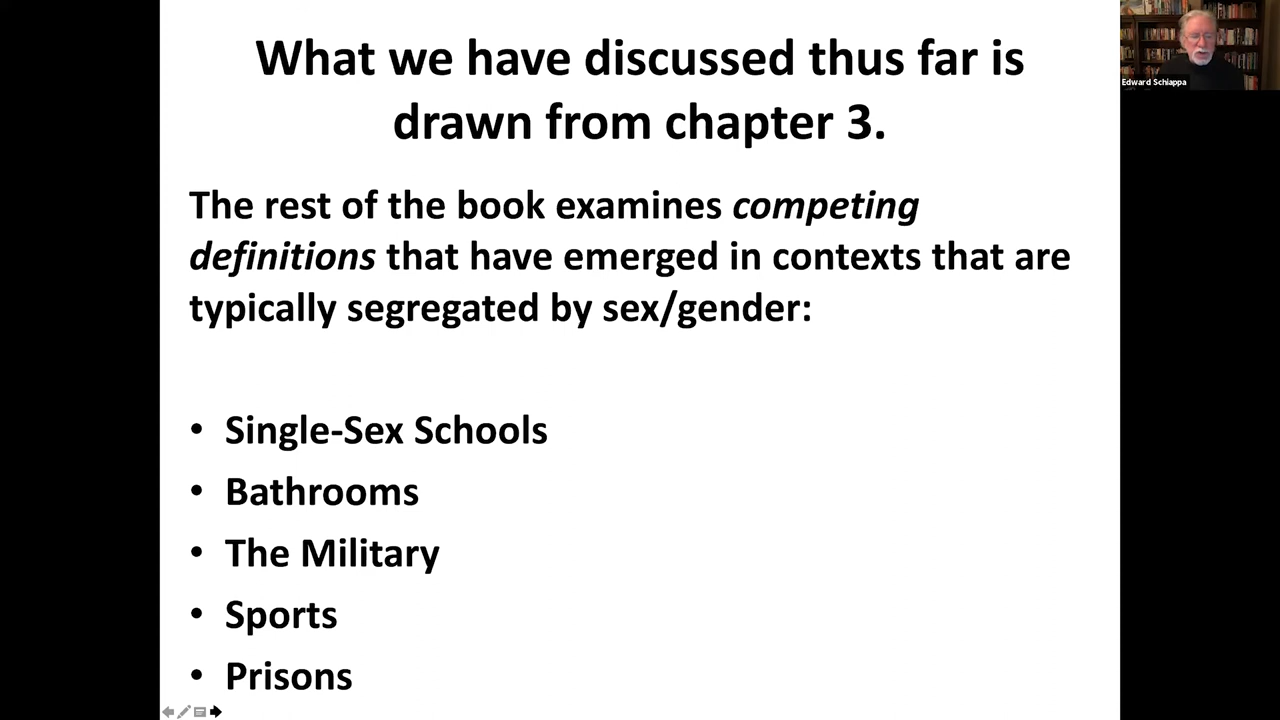 What we have discussed thus far is
drawn from chapter 3.
Edward Schiappa
The rest of the book examines competing
definitions that have emerged in contexts that are
typically segregated by sex/gender:
• Single-Sex Schools
• Bathrooms
• The Military
• Sports
• Prisons